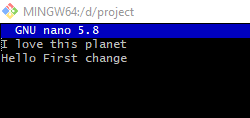 MINGW64:/d/project
GNU nano 5.8
I love this planet
Hello First change